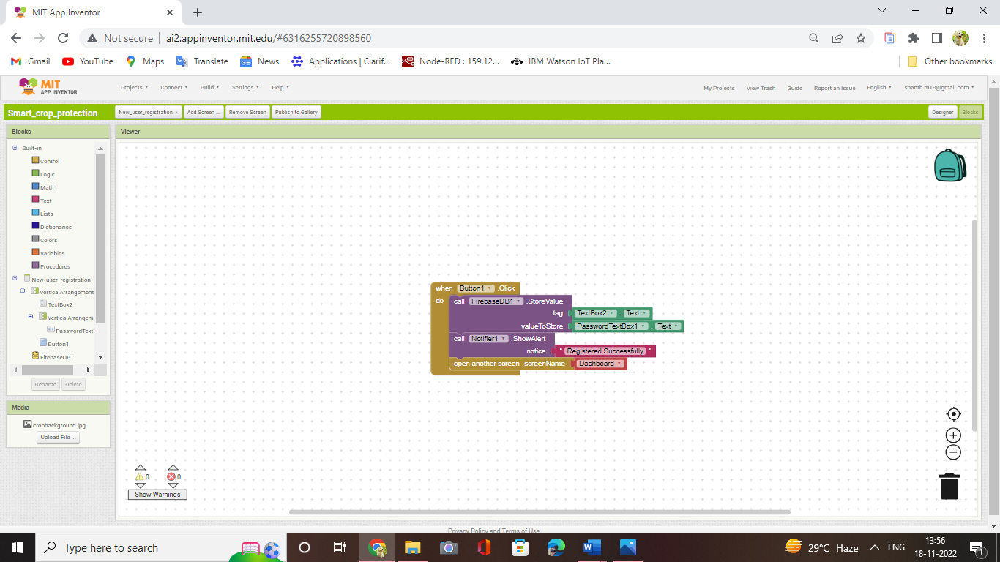 MIT App Inventor
Not secure ai2.appinventor.mit.edu/#6316255720898560
Gmail YouTube Maps Translate News Applications | Clarif... Node-RED : 159.12... IBM Watson IoT Pla... Other bookmarks
MIT
APP INVENTOR
Projects Connect Build Settings Help My Projects View Trash Guide Report an Issue English shanth.m18@gmail.com
Smart_crop_protection New_user_registration Add Screen ... Remove Screen Publish to Gallery Designer Blocks
Blocks
Viewer
Built-in
Control
Logic
Math
Text
Lists
Dictionaries
Colors
Variables
Procedures
New_user_registration
VerticalArrangement
TextBox2
VerticalArrangeme
PasswordText
Button1
FirebaseDB1
Rename Delete
Media
cropbackground.jpg
Upload File ...
when Button1 .Click
do call FirebaseDB1 .StoreValue
tag TextBox2 . Text
valueToStore PasswordTextBox1 . Text
call Notifier1 .ShowAlert
notice " Registered Successfully "
open another screen screenName Dashboard
0 0
Show Warnings
Privacy Policy and Terms of Use
Type here to search
29°C Haze ENG
13:56
18-11-2022
1